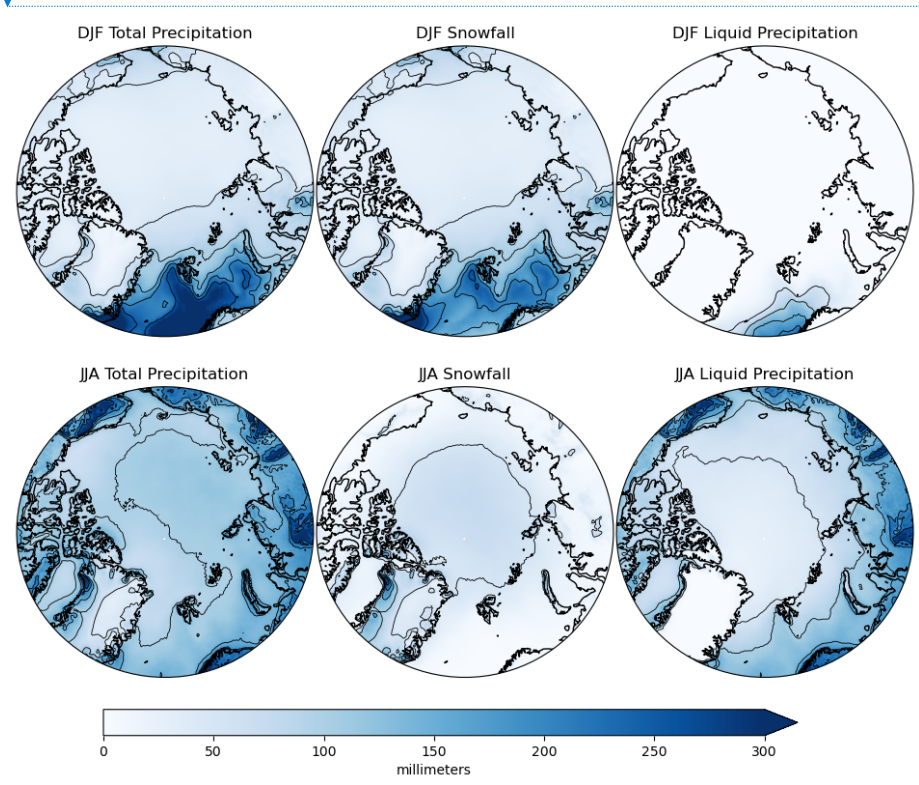 DJF Total Precipitation
DJF Snowfall
DJF Liquid Precipitation
JJA Total Precipitation
JJA Snowfall
JJA Liquid Precipitation
0 50 100 150 200 250 300
millimeters